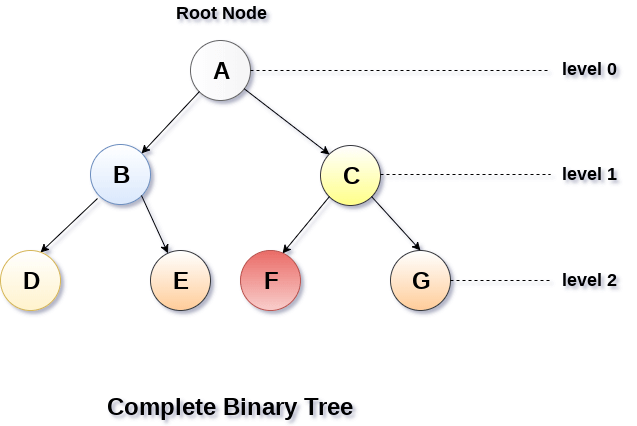 Root Node
A
level 0
B
C
level 1
D
E
F
G
level 2
Complete Binary Tree